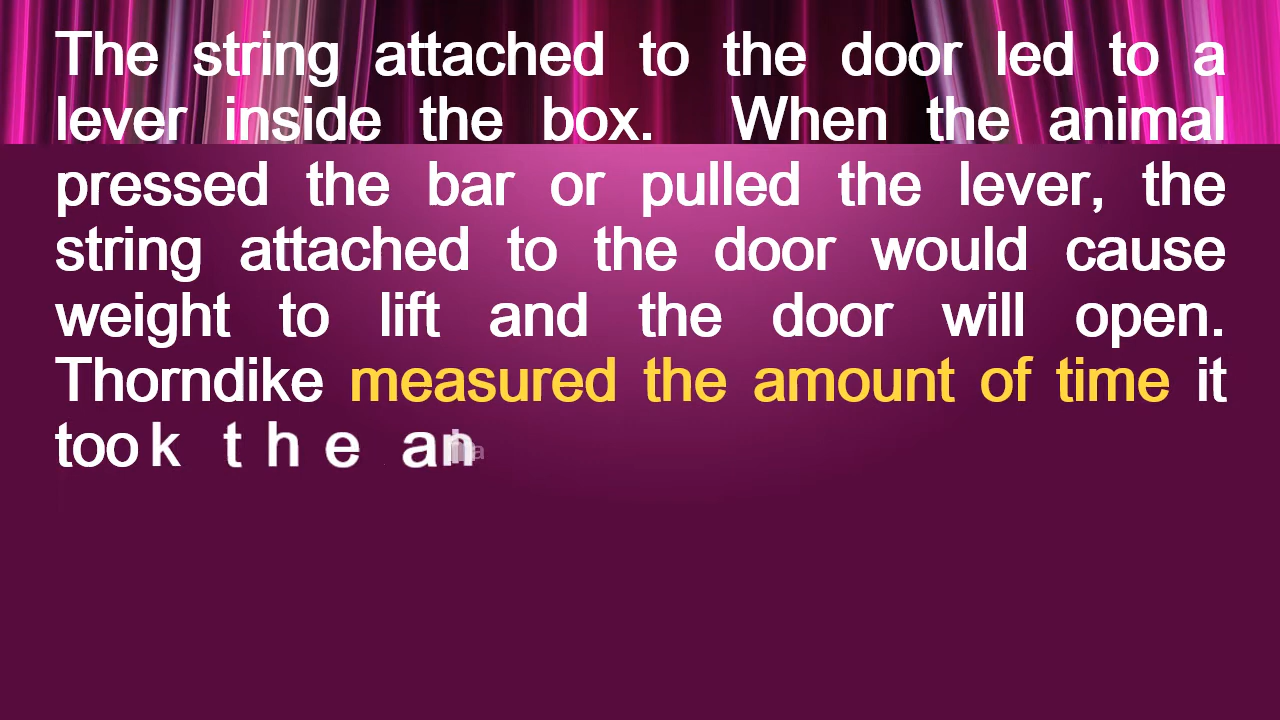 The string attached to the door led to a
lever inside the box. When the animal
pressed the bar or pulled the lever, the
string attached to the door would cause
weight to lift and the door will open.
Thorndike measured the amount of time it
took the